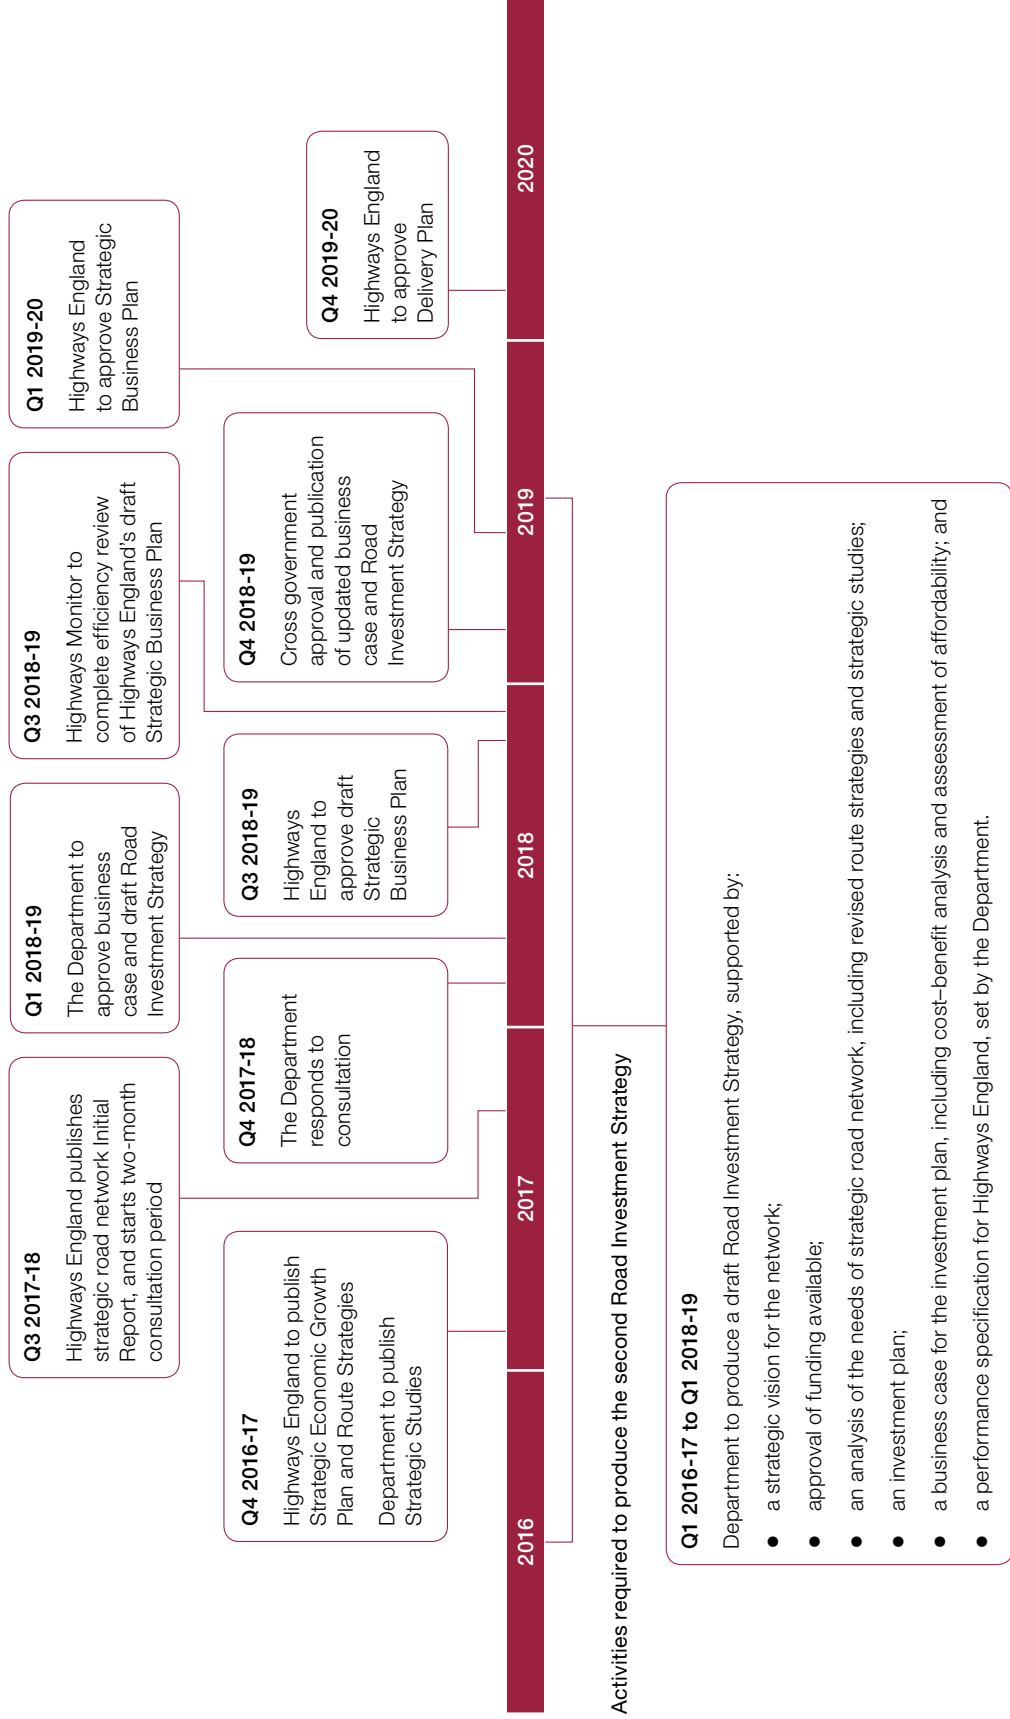 Q3 2017-18
Highways England publishes
strategic road network Initial
Report, and starts two-month
consultation period
Q1 2018-19
The Department to
approve business
case and draft Road
Investment Strategy
Q3 2018-19
Highways Monitor to
complete efficiency review
of Highways England’s draft
Strategic Business Plan
Q1 2019-20
Highways England
to approve Strategic
Business Plan
Q4 2016-17
Highways England to publish
Strategic Economic Growth
Plan and Route Strategies
Department to publish
Strategic Studies
Q4 2017-18
The Department
responds to
consultation
Q3 2018-19
Highways
England to
approve draft
Strategic
Business Plan
Q4 2018-19
Cross government
approval and publication
of updated business
case and Road
Investment Strategy
Q4 2019-20
Highways England
to approve
Delivery Plan
2016
2017
2018
2019
2020
Activities required to produce the second Road Investment Strategy
Q1 2016-17 to Q1 2018-19
Department to produce a draft Road Investment Strategy, supported by:
● a strategic vision for the network;
● approval of funding available;
● an analysis of the needs of strategic road network, including revised route strategies and strategic studies;
● an investment plan;
● a business case for the investment plan, including cost–benefit analysis and assessment of affordability; and
● a performance specification for Highways England, set by the Department.